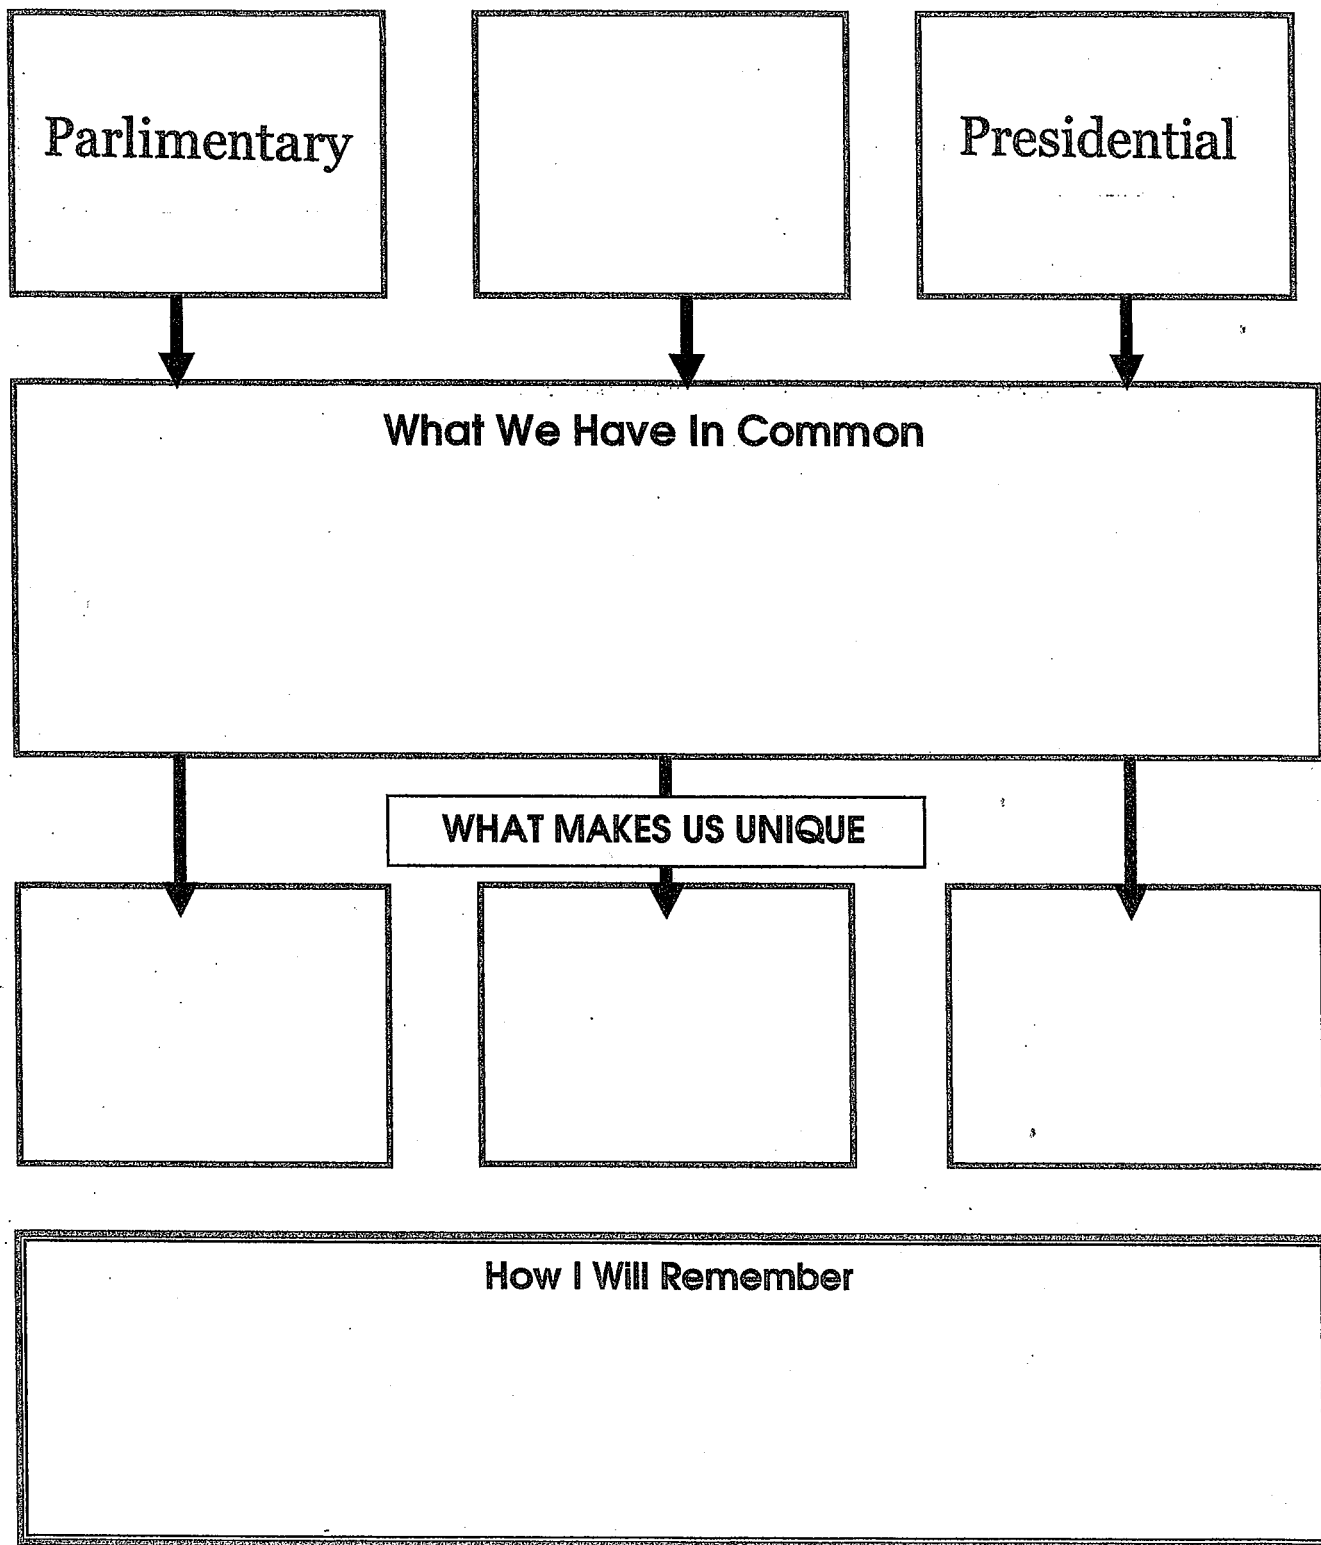 Parlimentary
Presidential
What We Have In Common
WHAT MAKES US UNIQUE
How I Will Remember